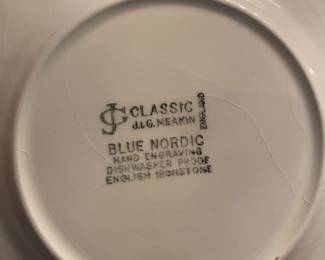 CLASSIC
J&G. MEAKIN
ENGLAND
BLUE NORDIC
HAND ENGRAVING
DISHWASHER PROOF
ENGLISH IRONSTONE